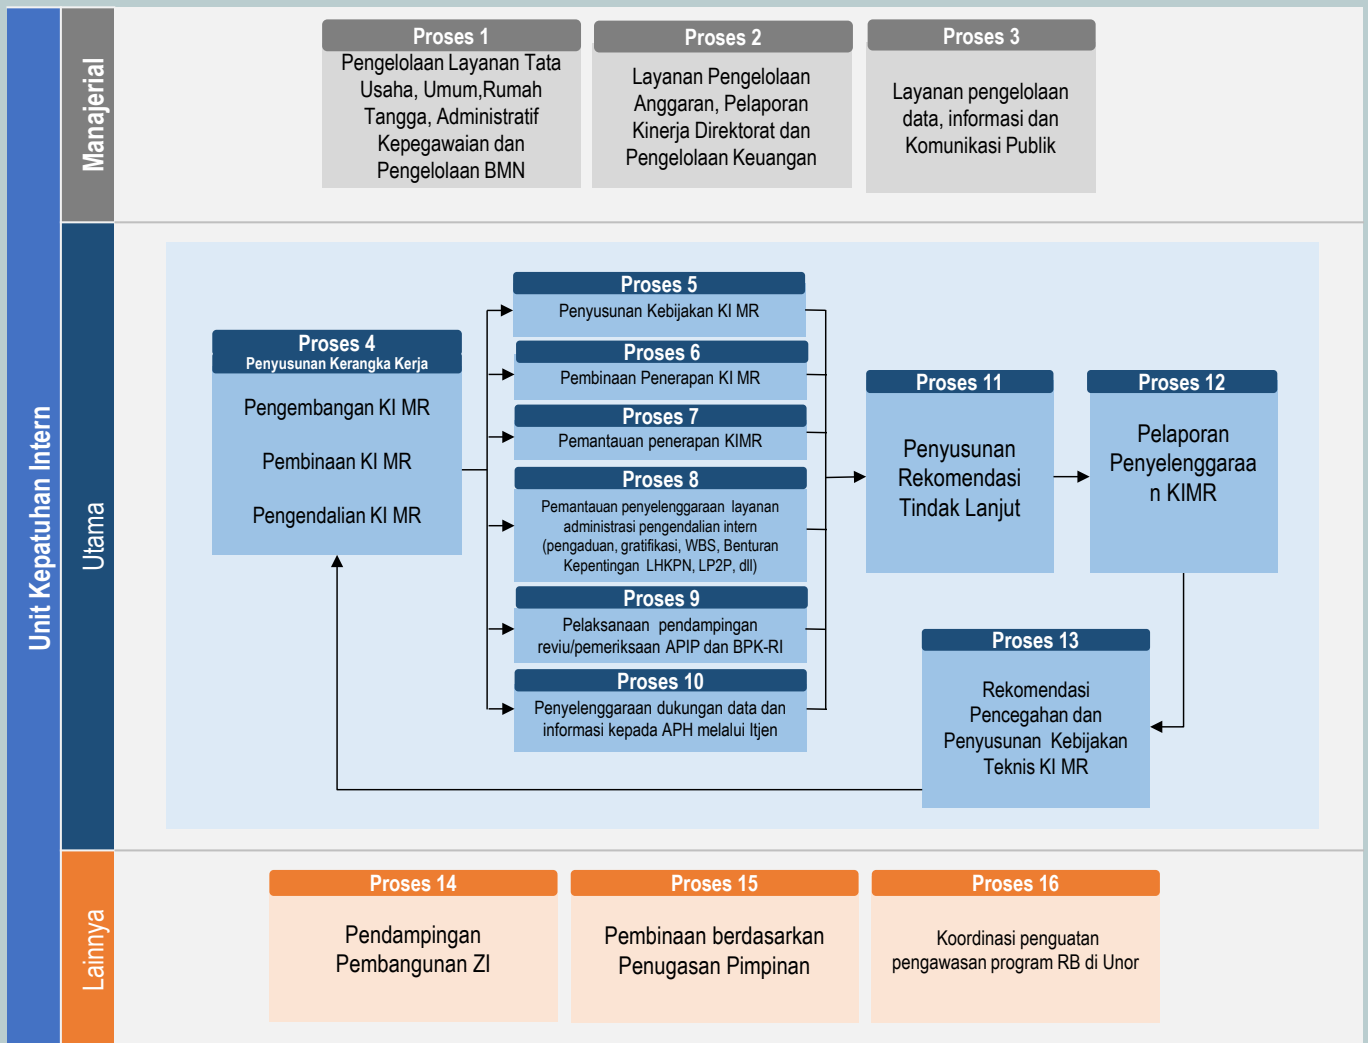 Unit Kepatuhan Intern
Manajerial
Proses 1
Pengelolaan Layanan Tata
Usaha, Umum,Rumah
Tangga, Administratif
Kepegawaian dan
Pengelolaan BMN
Proses 2
Layanan Pengelolaan
Anggaran, Pelaporan
Kinerja Direktorat dan
Pengelolaan Keuangan
Proses 3
Layanan pengelolaan
data, informasi dan
Komunikasi Publik
Utama
Proses 4
Penyusunan Kerangka Kerja
Pengembangan KI MR
Pembinaan KI MR
Pengendalian KI MR
Proses 5
Penyusunan Kebijakan KI MR
Proses 6
Pembinaan Penerapan KI MR
Proses 7
Pemantauan penerapan KIMR
Proses 8
Pemantauan penyelenggaraan layanan
administrasi pengendalian intern
(pengaduan, gratifikasi, WBS, Benturan
Kepentingan LHKPN, LP2P, dll)
Proses 9
Pelaksanaan pendampingan
reviu/pemeriksaan APIP dan BPK-RI
Proses 10
Penyelenggaraan dukungan data dan
informasi kepada APH melalui Itjen
Proses 11
Penyusunan
Rekomendasi
Tindak Lanjut
Proses 12
Pelaporan
Penyelenggaraa
n KIMR
Proses 13
Rekomendasi
Pencegahan dan
Penyusunan Kebijakan
Teknis KI MR
Lainnya
Proses 14
Pendampingan
Pembangunan ZI
Proses 15
Pembinaan berdasarkan
Penugasan Pimpinan
Proses 16
Koordinasi penguatan
pengawasan program RB di Unor